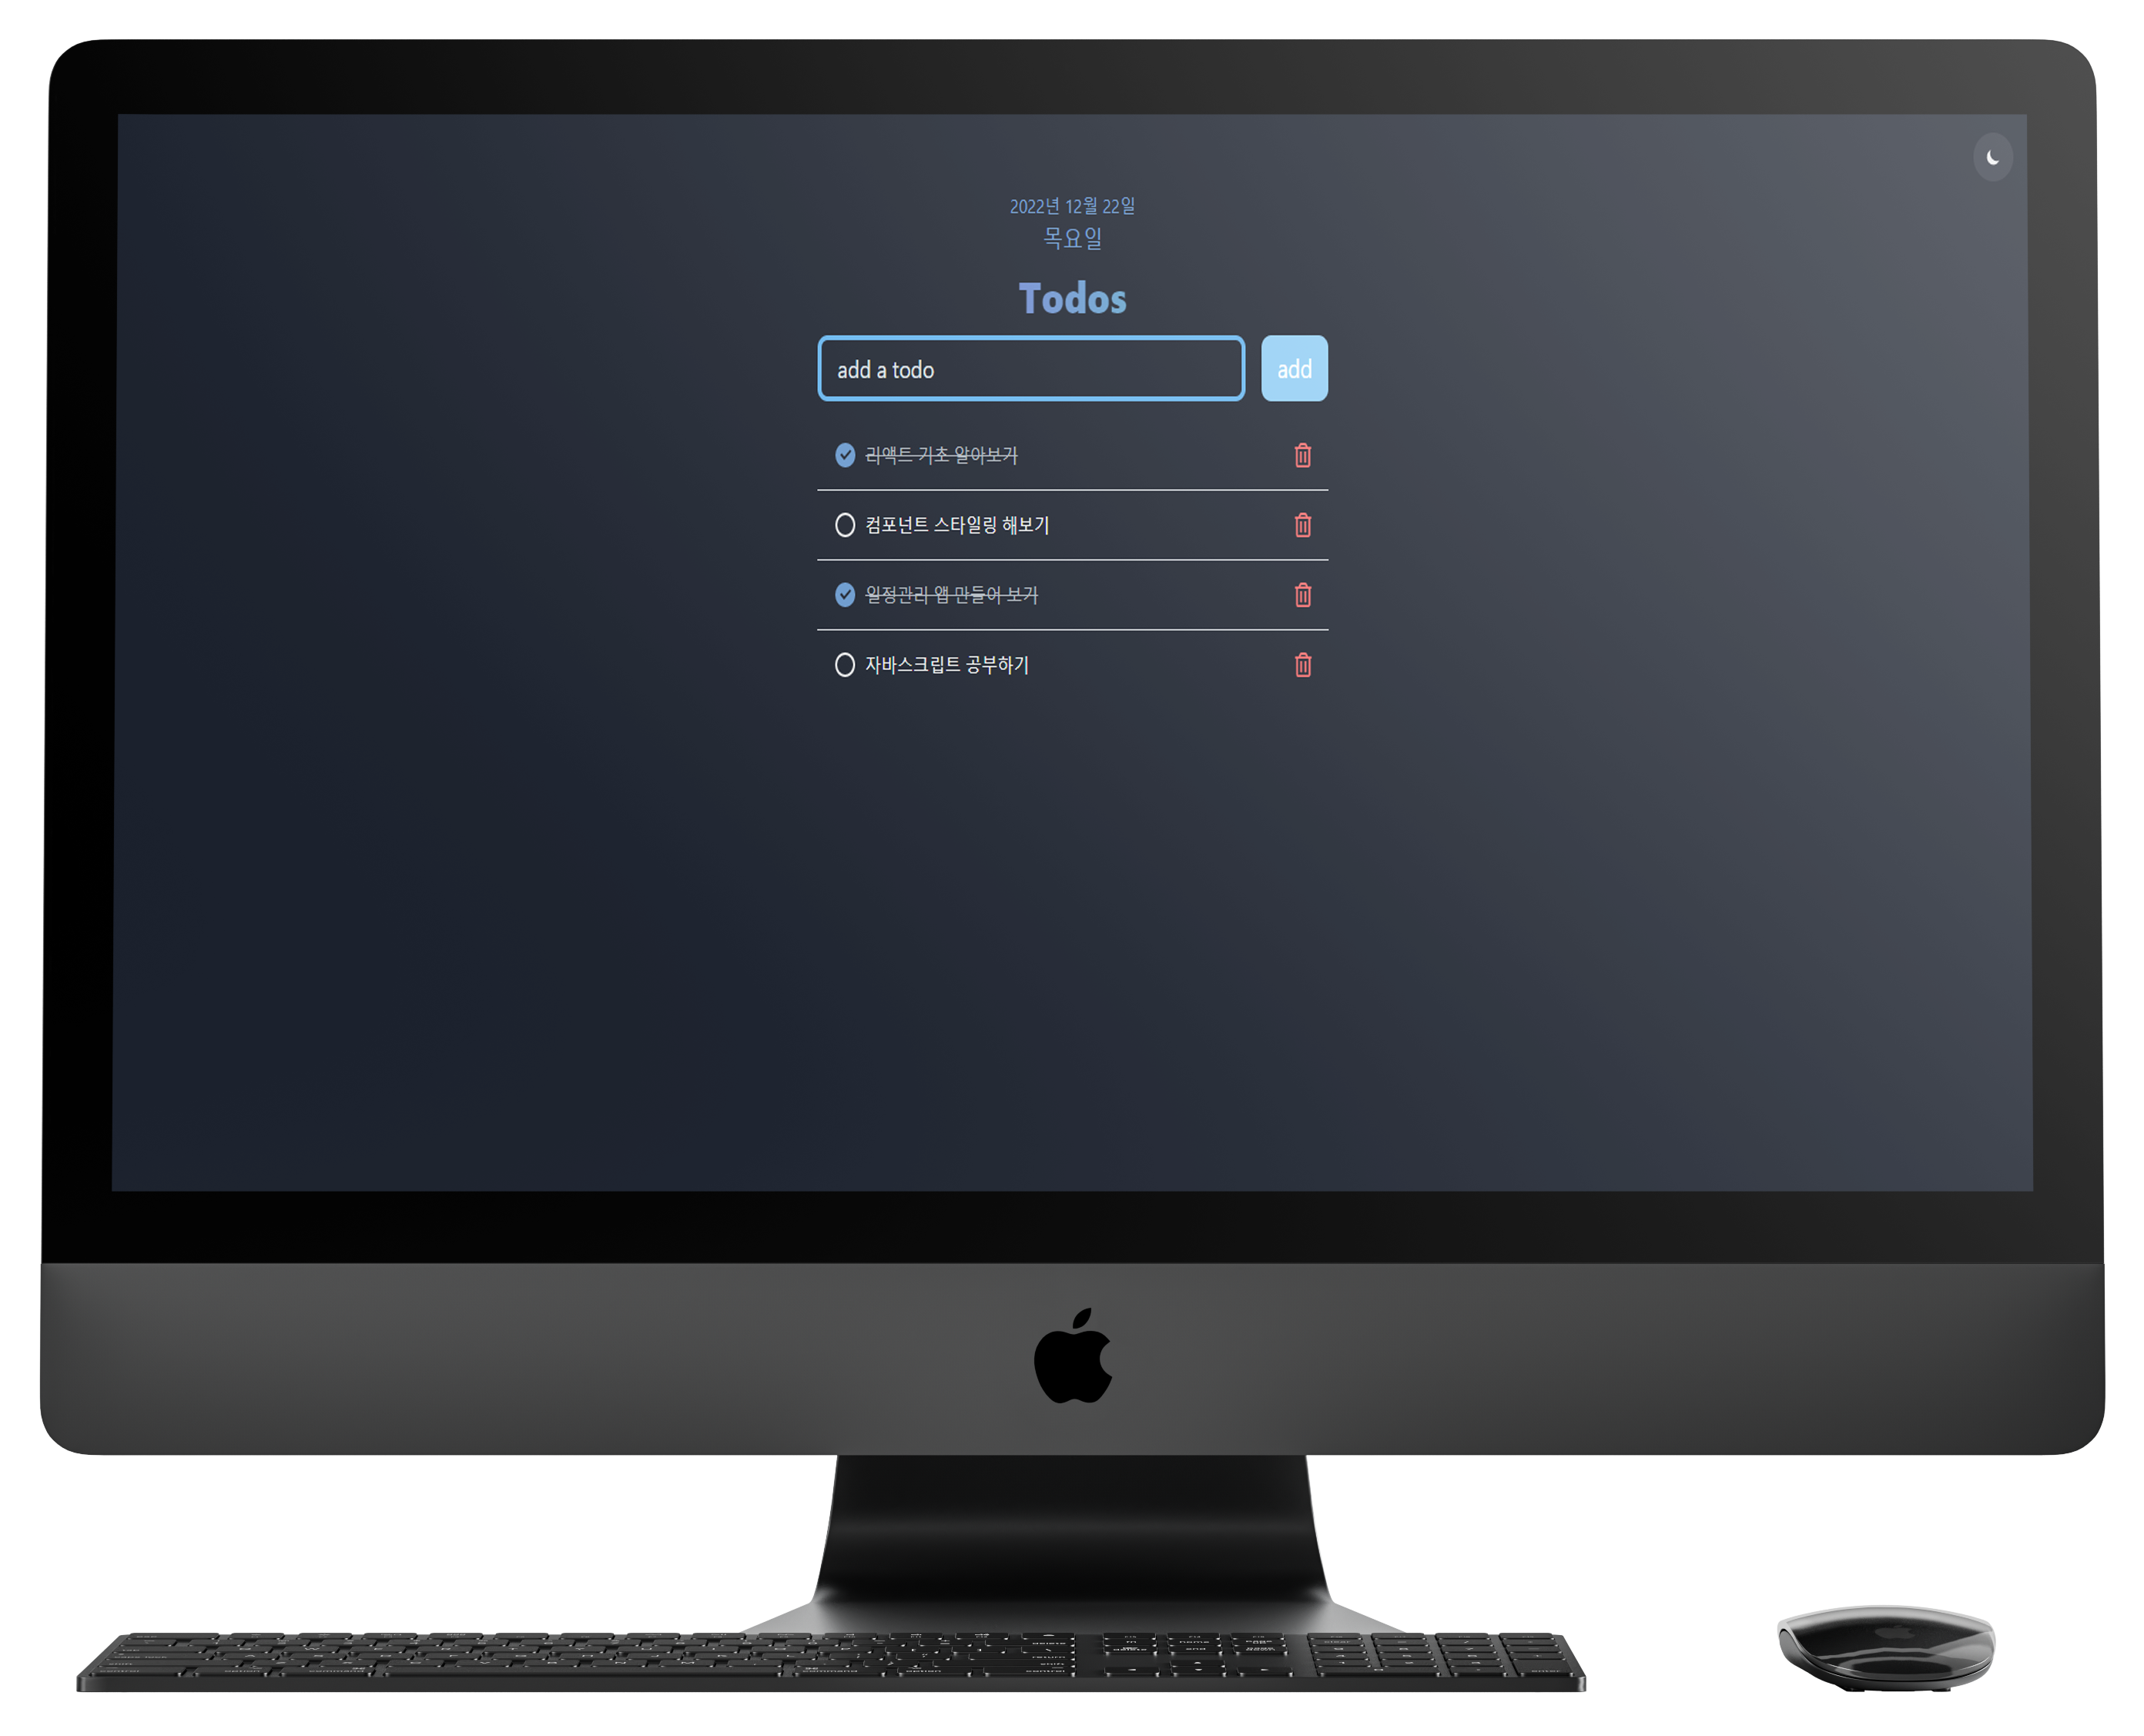 2022년 12월 22일
목요일
Todos
add a todo
add
리액트 기초 알아보기
컴포넌트 스타일링 해보기
일정관리 앱 만들어 보기
자바스크립트 공부하기